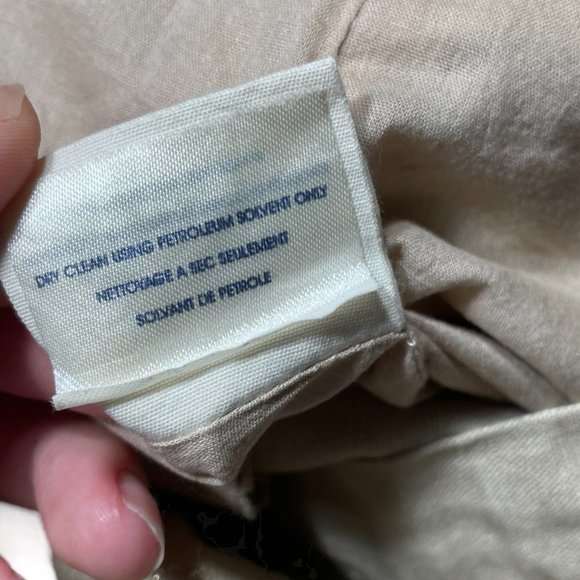 DRY CLEAN USING PETROLEUM SOLVENT ONLY
NETTOYAGE A SEC SEULEMENT
SOLVANT DE PETROLE